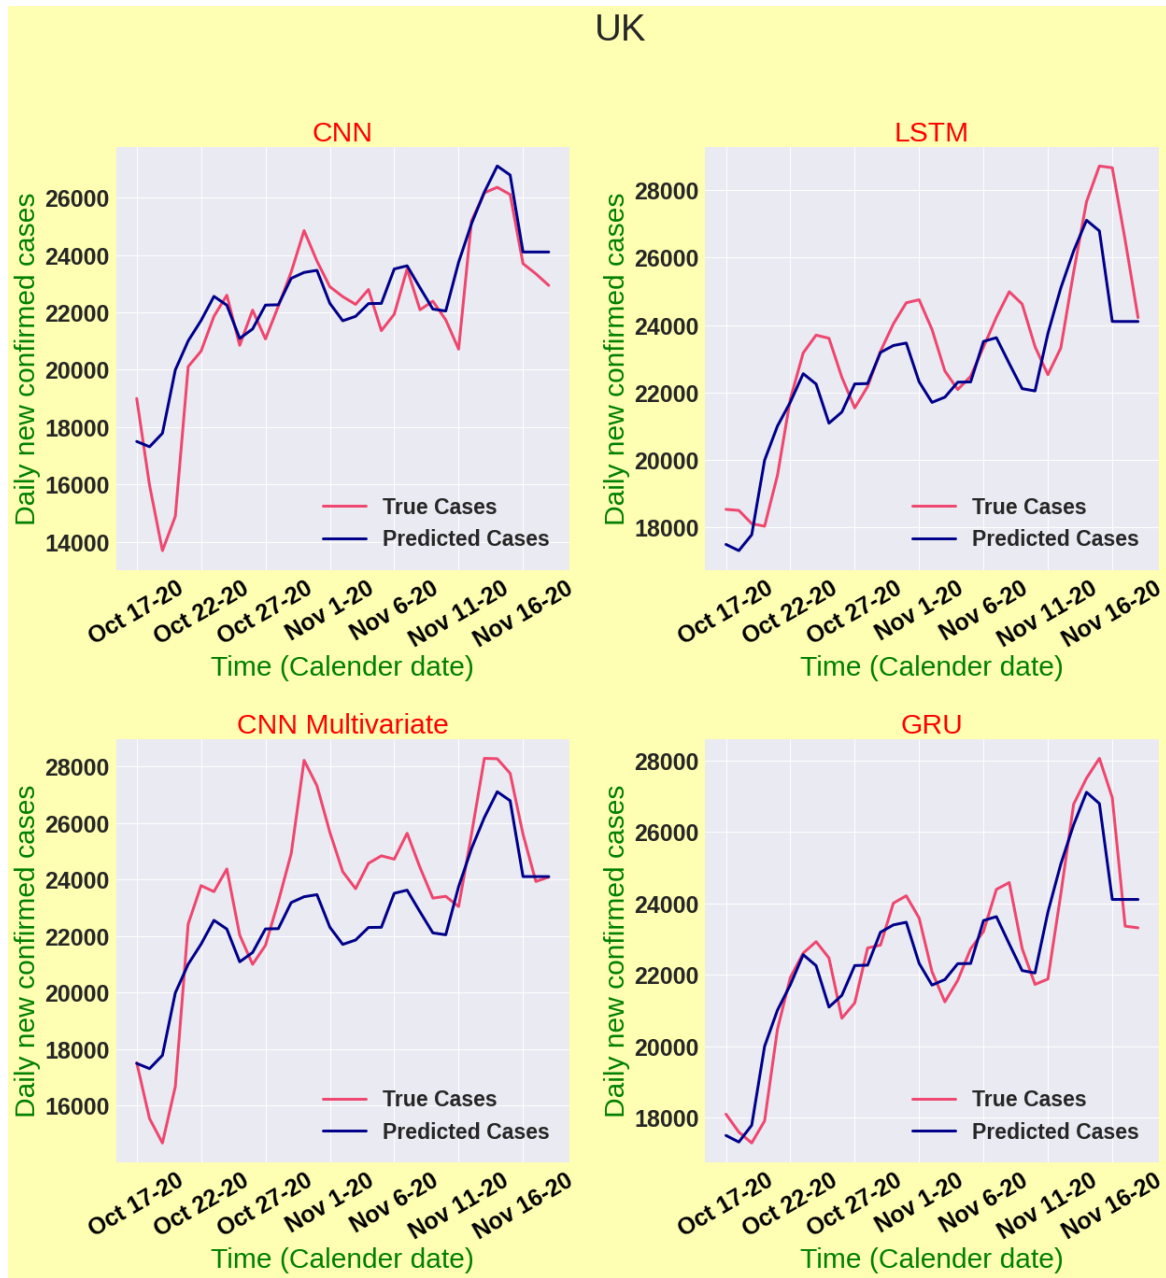 UK
CNN
Daily new confirmed cases
26000
24000
22000
20000
18000
16000
14000
True Cases
Predicted Cases
Oct 17-20
Oct 22-20
Oct 27-20
Nov 1-20
Nov 6-20
Nov 11-20
Nov 16-20
Time (Calender date)
LSTM
Daily new confirmed cases
28000
26000
24000
22000
20000
18000
True Cases
Predicted Cases
Oct 17-20
Oct 22-20
Oct 27-20
Nov 1-20
Nov 6-20
Nov 11-20
Nov 16-20
Time (Calender date)
CNN Multivariate
Daily new confirmed cases
28000
26000
24000
22000
20000
18000
16000
True Cases
Predicted Cases
Oct 17-20
Oct 22-20
Oct 27-20
Nov 1-20
Nov 6-20
Nov 11-20
Nov 16-20
Time (Calender date)
GRU
Daily new confirmed cases
28000
26000
24000
22000
20000
18000
True Cases
Predicted Cases
Oct 17-20
Oct 22-20
Oct 27-20
Nov 1-20
Nov 6-20
Nov 11-20
Nov 16-20
Time (Calender date)